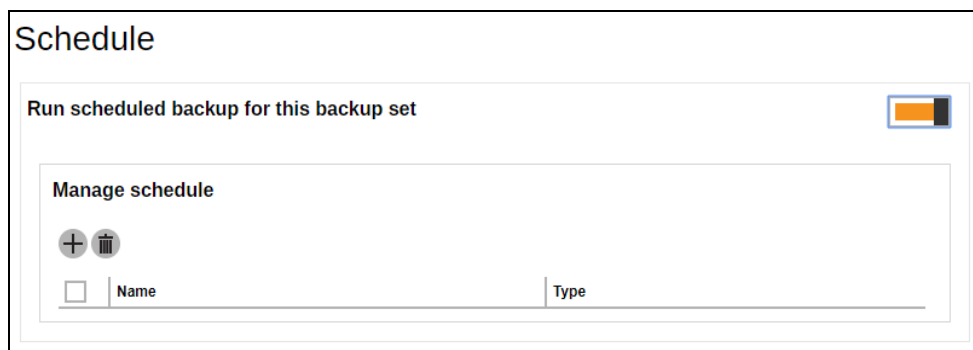 Schedule
Run scheduled backup for this backup set
Manage schedule
Name Type